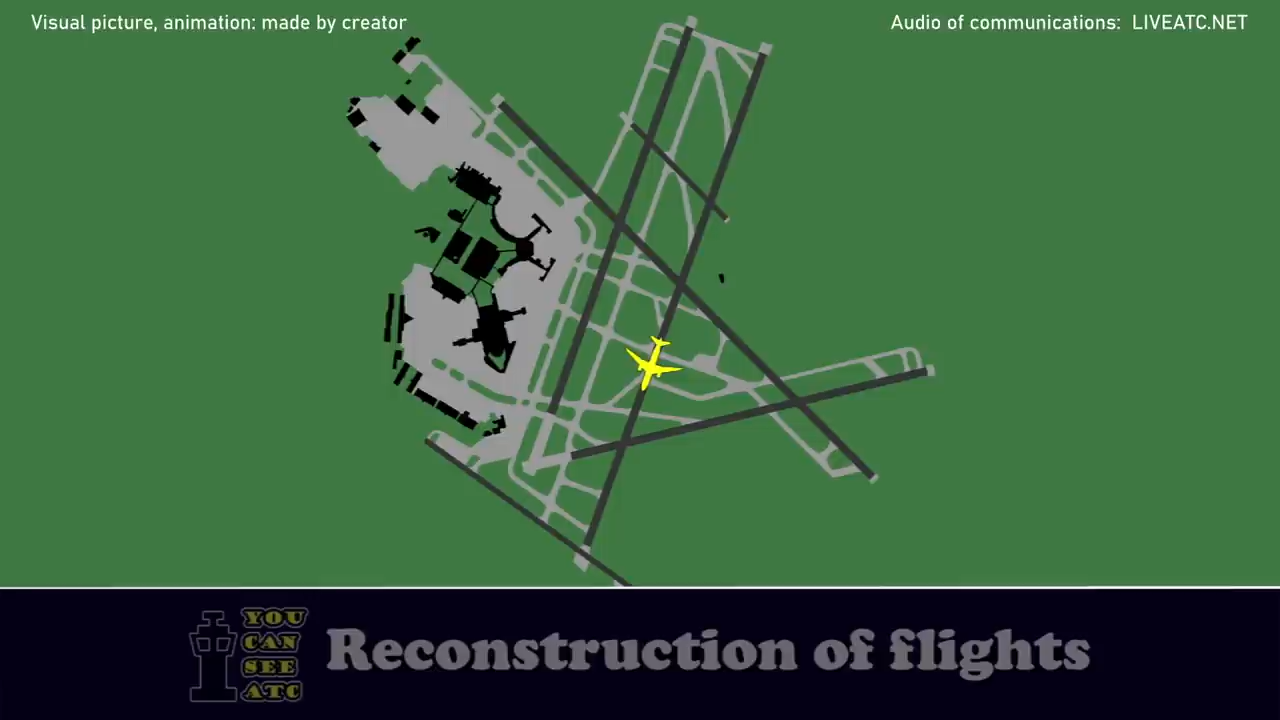 Visual picture, animation: made by creator
Audio of communications: LIVEATC.NET
YOU
CAN
SEE
ATC
Reconstruction of flights